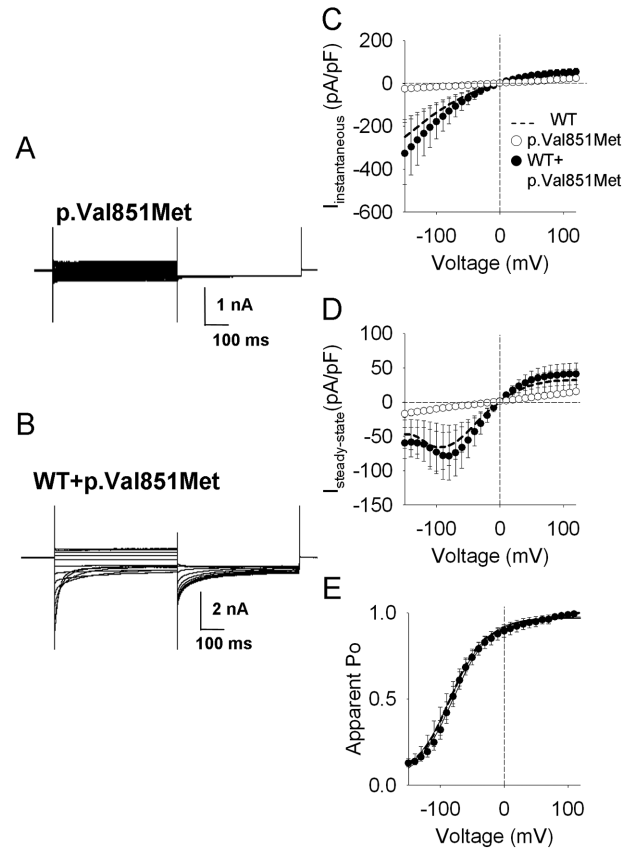 A
p.Val851Met
1 nA
100 ms
B
WT+p.Val851Met
2 nA
100 ms
C
200
0
-200
-400
-600
I instantaneous (pA/pF)
WT
p.Val851Met
WT+
p.Val851Met
-100 0 100
Voltage (mV)
D
100
50
0
-50
-100
-150
I steady-state (pA/pF)
-100 0 100
Voltage (mV)
E
1.0
0.5
0.0
Apparent Po
-100 0 100
Voltage (mV)